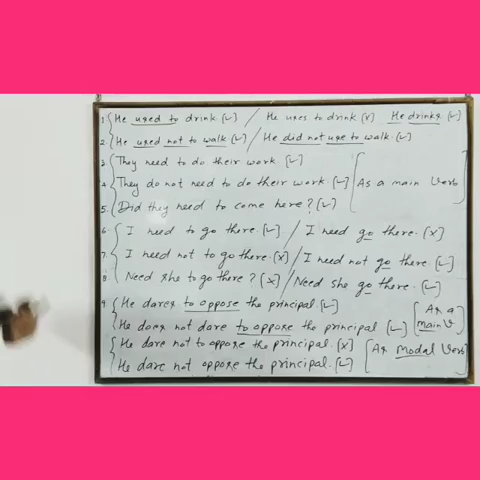 1. He used to drink. [✓] / He uses to drink [x] He drinks. [✓]
2. He used not to walk [✓] / He did not use to walk. [✓]
3. They need to do their work [✓]
4. They do not need to do their work [✓] [As a main Verb]
5. Did they need to come here? [✓]
6 I need to go there. [✓] / I need go there. [x]
7. I need not to go there. [x] / I need not go there. [✓]
8 Need she to go there? [x] / Need she go there. [✓]
9 He dares to oppose the principal. [✓]
He does not dare to oppose the principal [✓] [As a main V]
He dare not to oppose the principal. [x] [As Modal Verb]
He dare not oppose the principal. [✓]